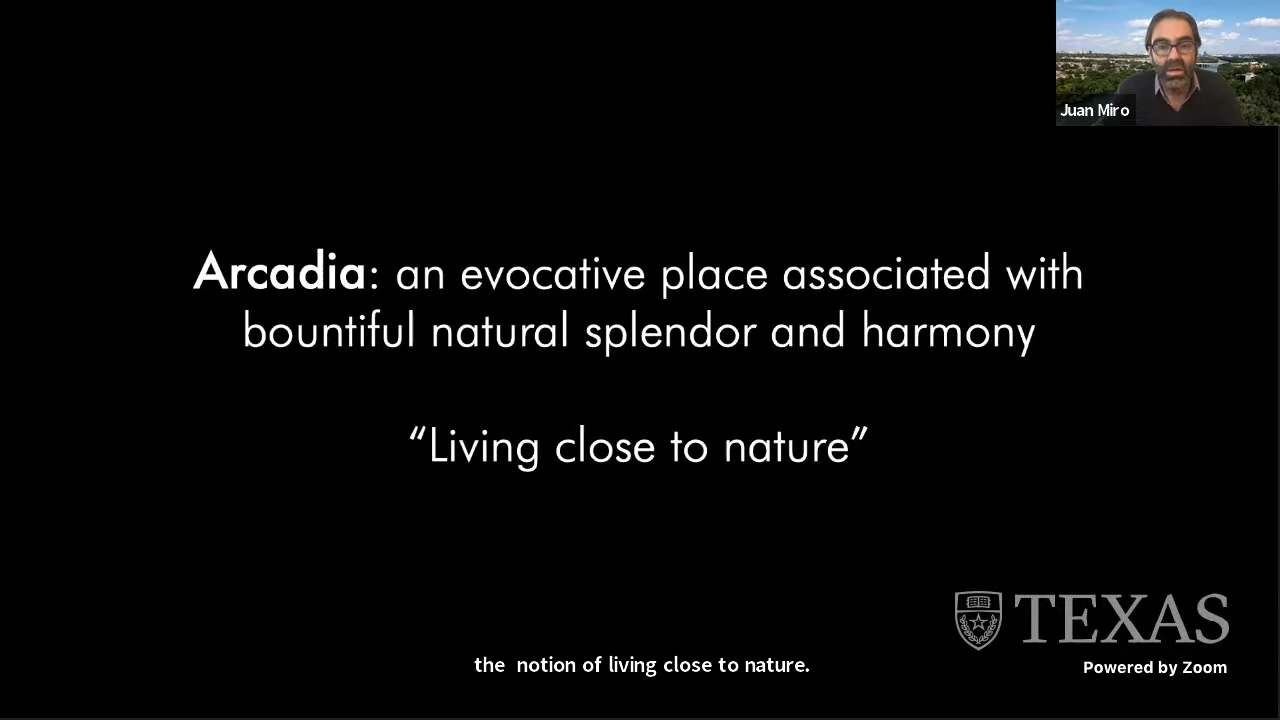 Juan Miro
Arcadia: an evocative place associated with
bountiful natural splendor and harmony
“Living close to nature”
TEXAS
the notion of living close to nature.
Powered by Zoom